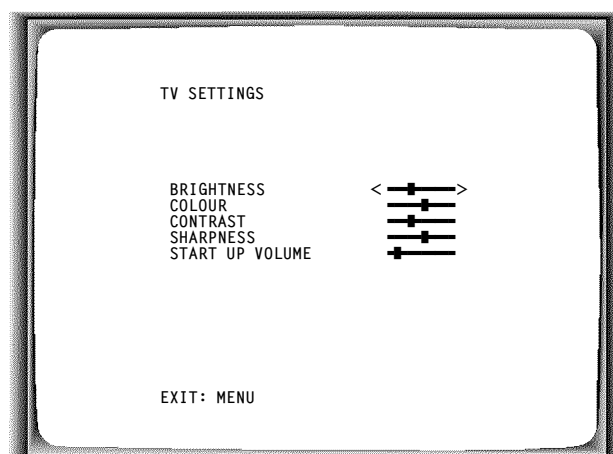 TV SETTINGS
BRIGHTNESS < >
COLOUR
CONTRAST
SHARPNESS
START UP VOLUME
EXIT: MENU